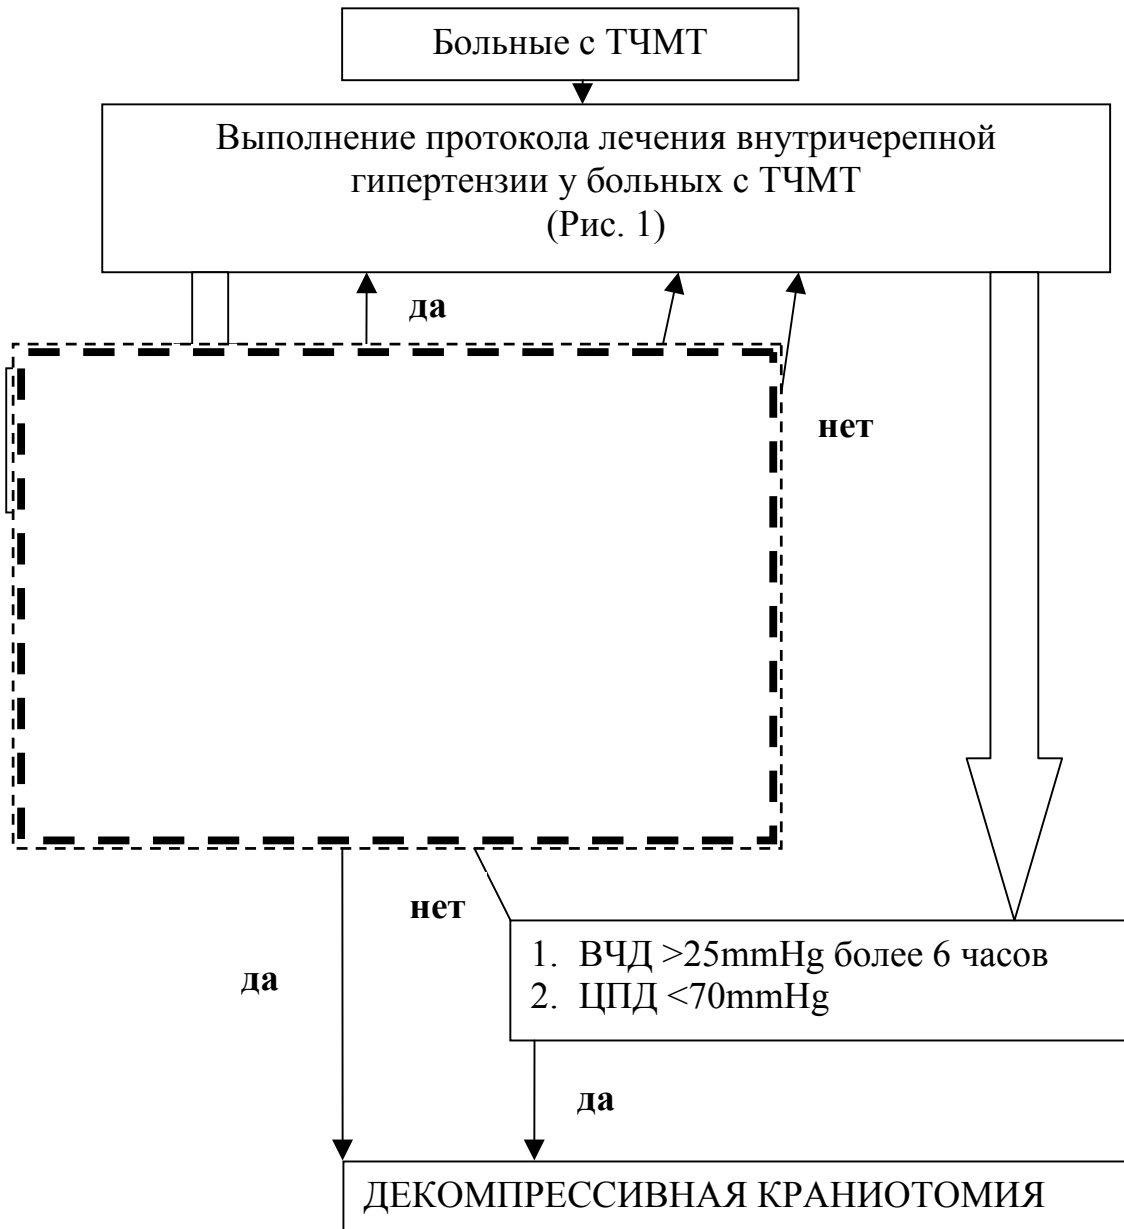 Больные с ТЧМТ
Выполнение протокола лечения внутричерепной
гипертензии у больных с ТЧМТ
(Рис. 1)
да
нет
нет
1. ВЧД >25mmHg более 6 часов
2. ЦПД <70mmHg
да
да
ДЕКОМПРЕССИВНАЯ КРАНИОТОМИЯ